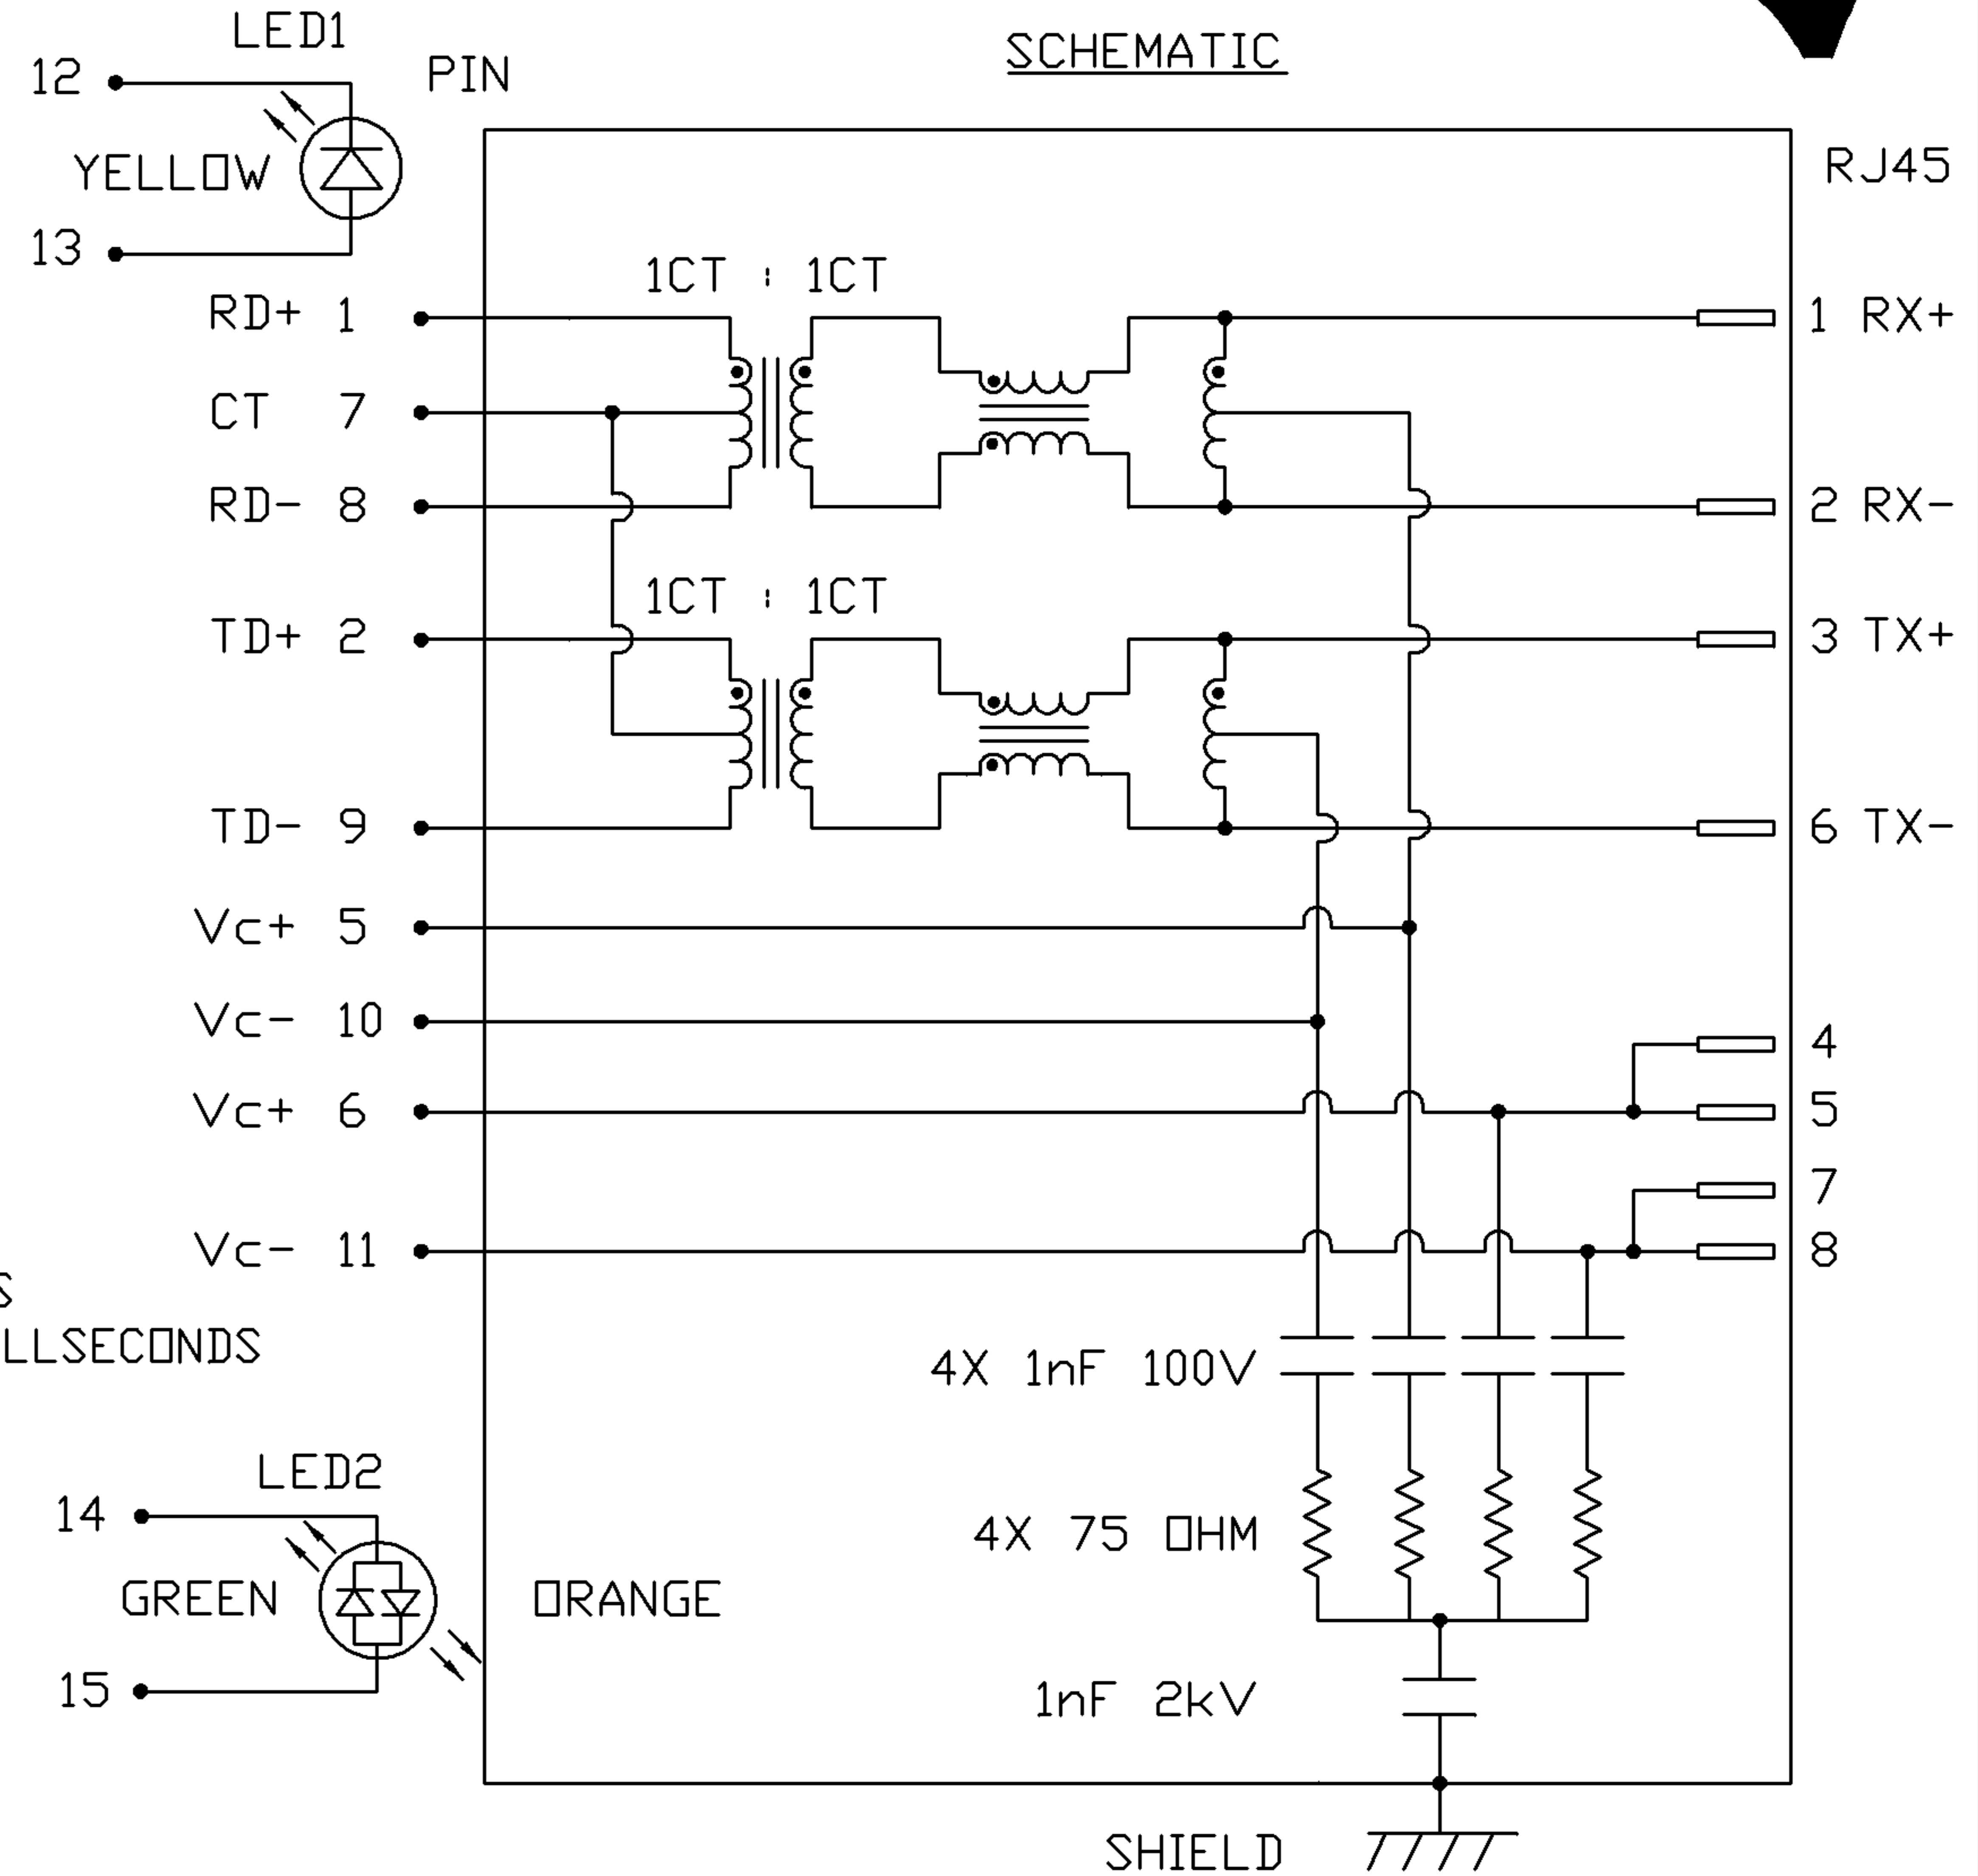 LED1
12
PIN
SCHEMATIC
YELLOW
RJ45
13
1CT : 1CT
RD+ 1
1 RX+
CT 7
RD- 8
2 RX-
1CT : 1CT
TD+ 2
3 TX+
TD- 9
6 TX-
Vc+ 5
Vc- 10
4
Vc+ 6
5
7
Vc- 11
8
S
LLSECONDS
4X 1nF 100V
LED2
14
4X 75 OHM
GREEN
ORANGE
15
1nF 2kV
SHIELD